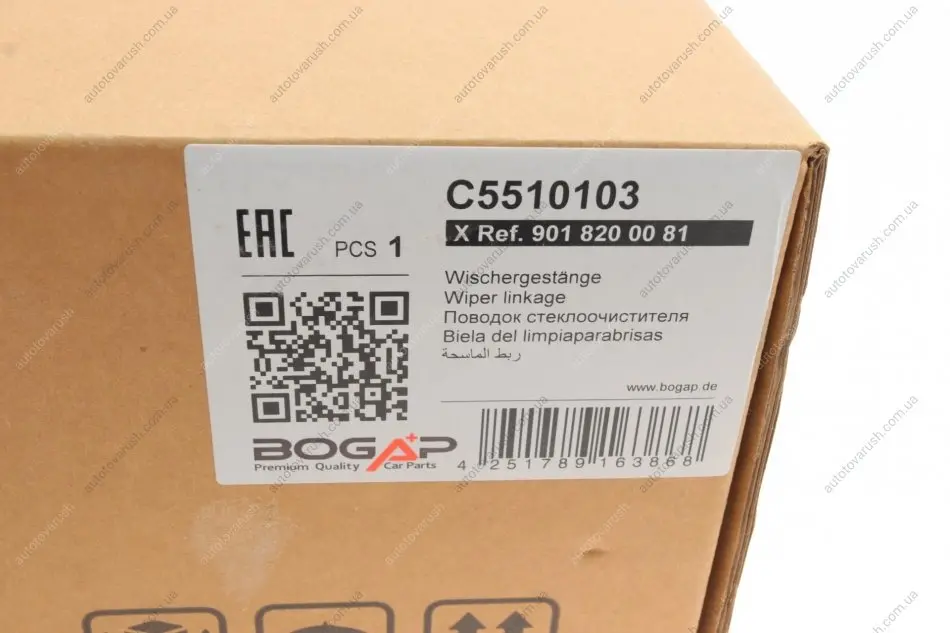 C5510103
X Ref. 901 820 00 81
EAC
PCS 1
Wischergestänge
Wiper linkage
Поводок стеклоочистителя
Biela del limpiaparabrisas
ربط الماسحة
www.bogap.de
BOGAP
Premium Quality Car Parts
4 251789 163868
autotovarush.com.ua